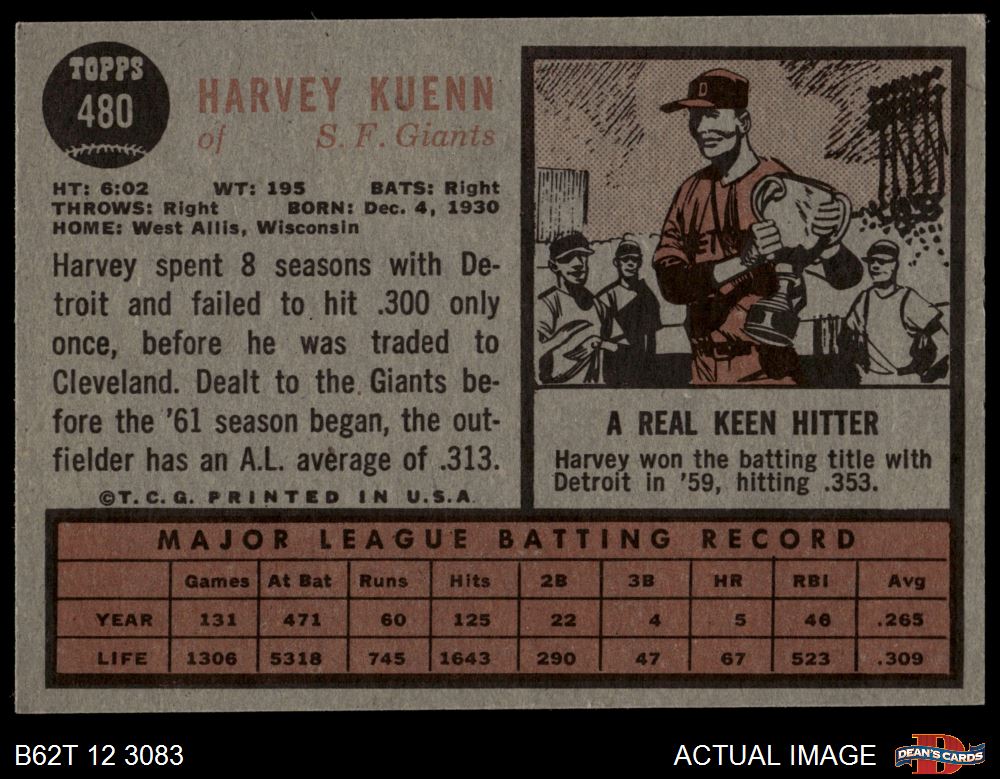 TOPPS
480
HARVEY KUENN
of S. F. Giants
HT: 6:02 WT: 195 BATS: Right
THROWS: Right BORN: Dec. 4, 1930
HOME: West Allis, Wisconsin
Harvey spent 8 seasons with De-
troit and failed to hit .300 only
once, before he was traded to
Cleveland. Dealt to the Giants be-
fore the '61 season began, the out-
fielder has an A.L. average of .313.
©T.C.G. PRINTED IN U.S.A.
D
A REAL KEEN HITTER
Harvey won the batting title with
Detroit in '59, hitting .353.
MAJOR LEAGUE BATTING RECORD
Games At Bat Runs Hits 2B 3B HR RBI Avg
YEAR 131 471 60 125 22 4 5 46 .265
LIFE 1306 5318 745 1643 290 47 67 523 .309
B62T 12 3083 ACTUAL IMAGE DEAN'S CARDS